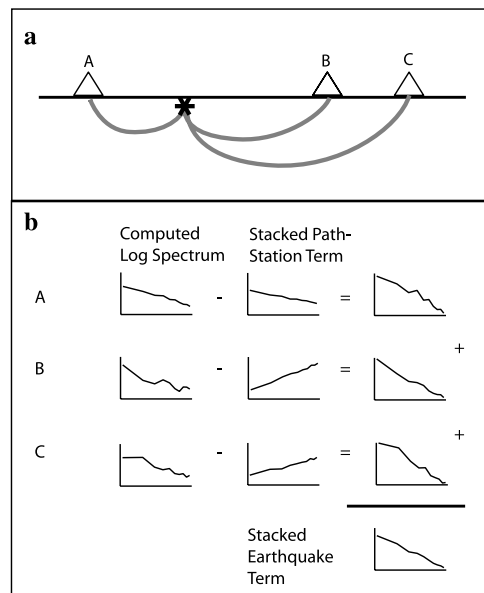 a
A
B
C
b
Computed
Log Spectrum
Stacked Path-
Station Term
A - =
B - = +
C - = +
Stacked
Earthquake
Term